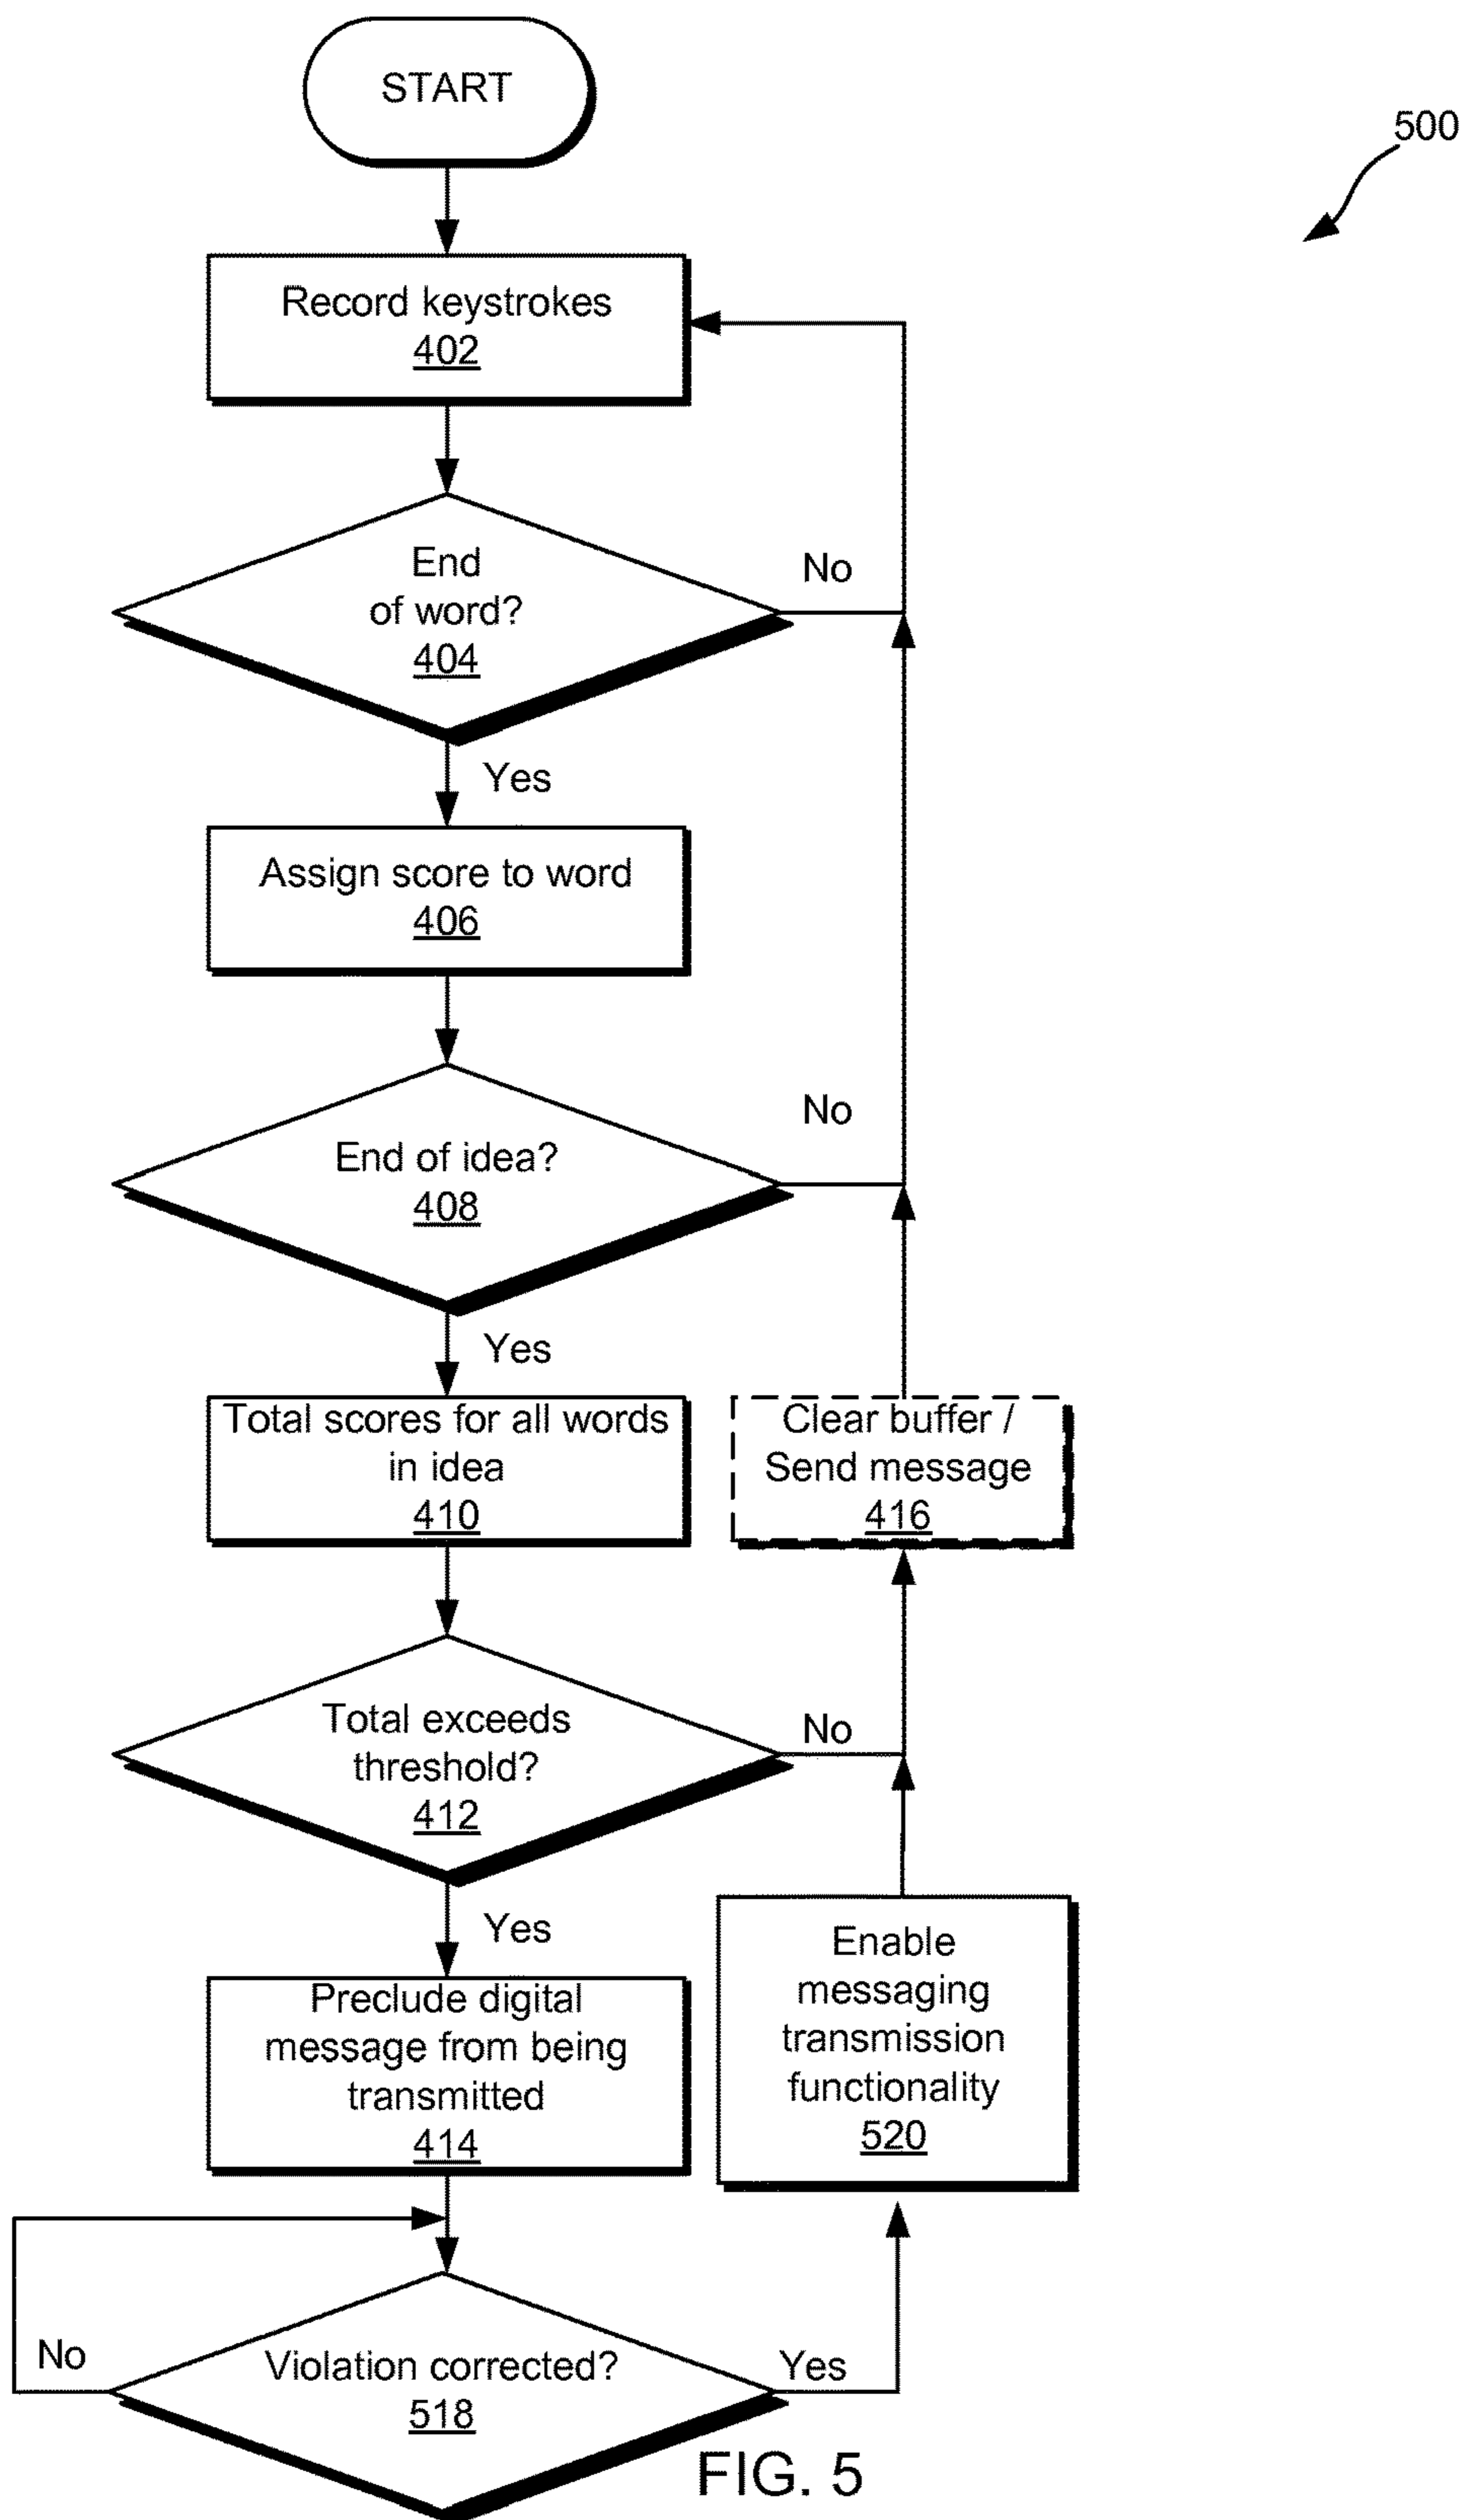 START
500
Record keystrokes
402
End
of word?
404
No
Yes
Assign score to word
406
End of idea?
408
No
Yes
Total scores for all words
in idea
410
Clear buffer /
Send message
416
Total exceeds
threshold?
412
No
Yes
Preclude digital
message from being
transmitted
414
Enable
messaging
transmission
functionality
520
Violation corrected?
518
No
Yes
FIG. 5